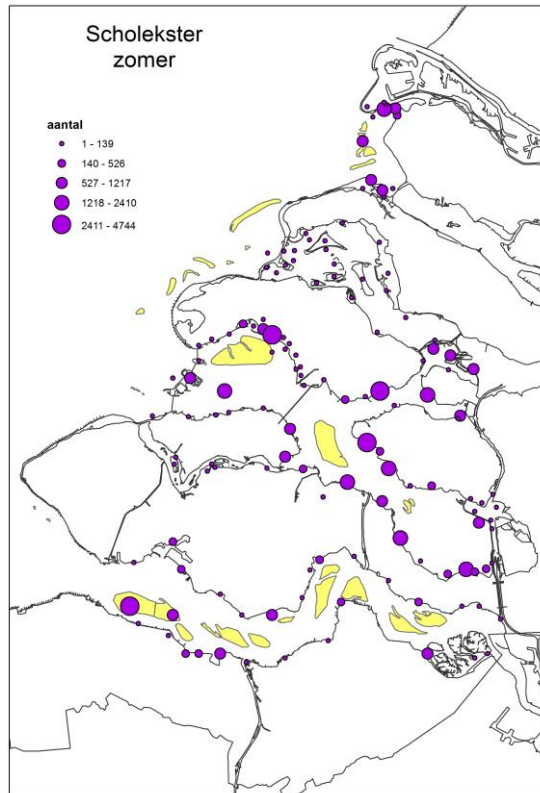 Scholekster
zomer
aantal
1 - 139
140 - 526
527 - 1217
1218 - 2410
2411 - 4744